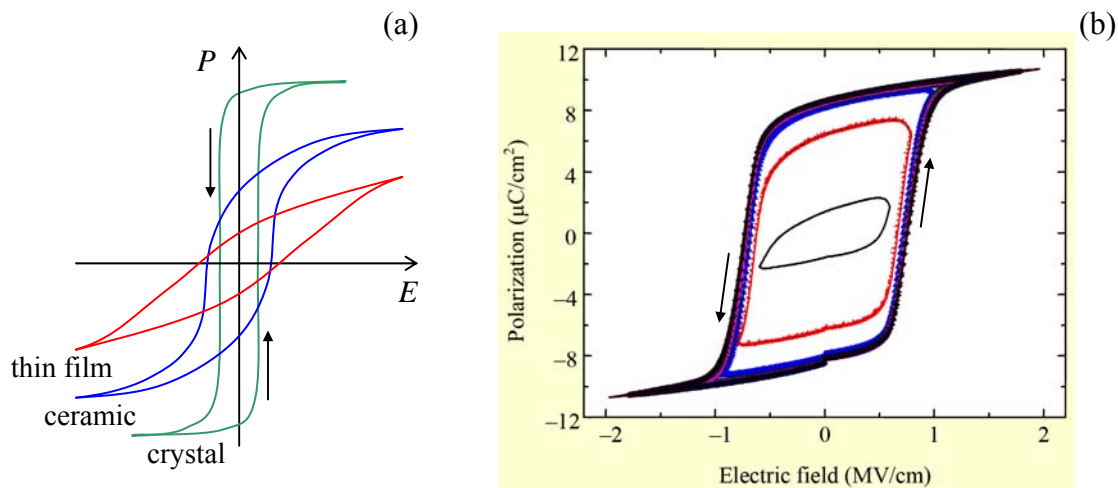 (a)
P
E
thin film
ceramic
crystal
(b)
12
8
4
0
−4
−8
−12
Polarization (μC/cm²)
−2
−1
0
1
2
Electric field (MV/cm)